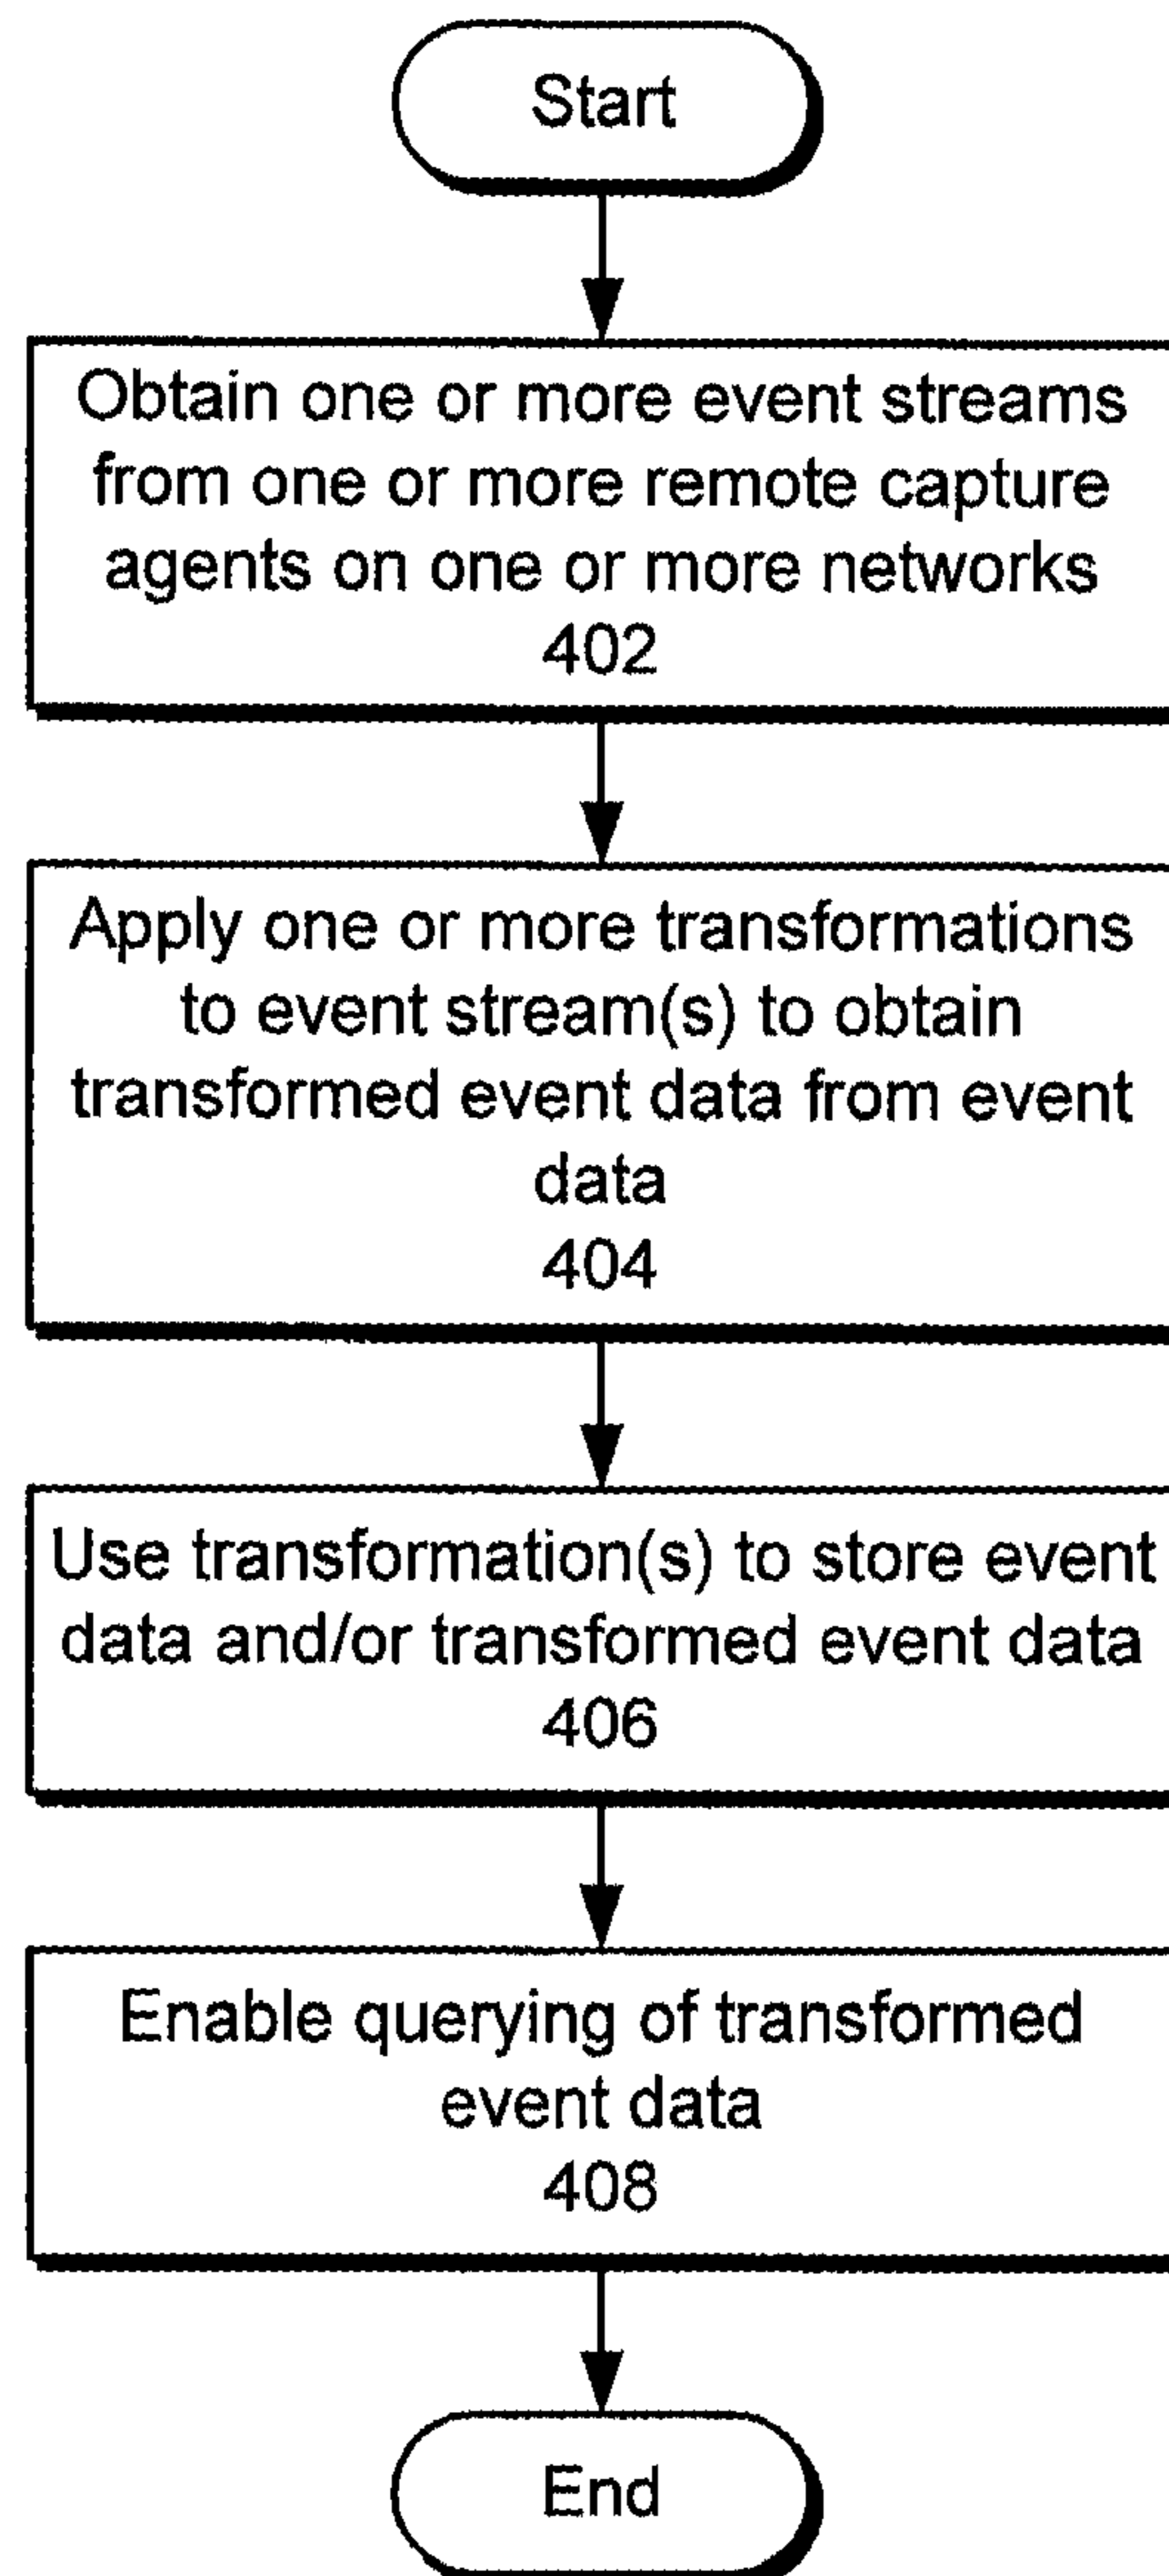 Start
Obtain one or more event streams
from one or more remote capture
agents on one or more networks
402
Apply one or more transformations
to event stream(s) to obtain
transformed event data from event
data
404
Use transformation(s) to store event
data and/or transformed event data
406
Enable querying of transformed
event data
408
End